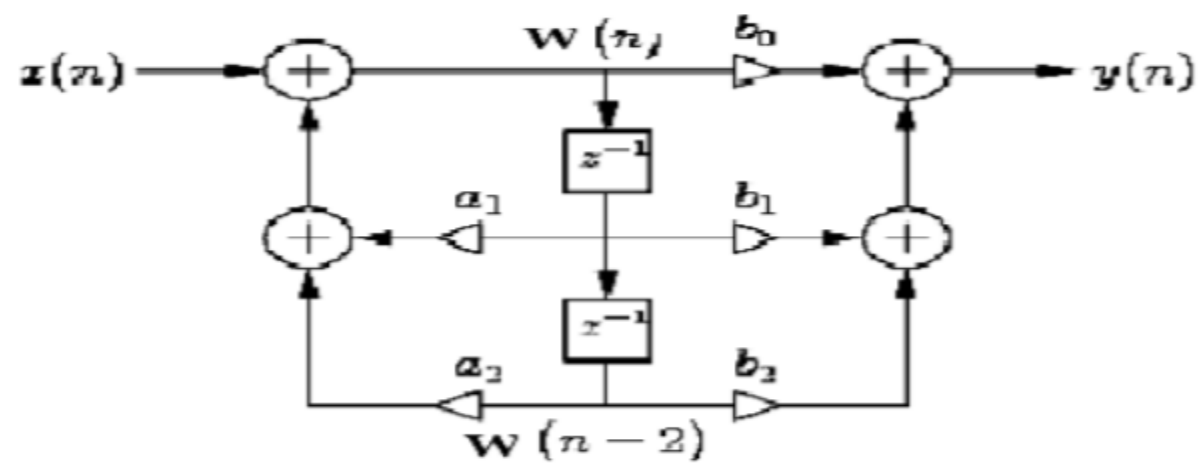 w (n)
b₀
x(n)
+
+
y(n)
z⁻¹
a₁
b₁
+
+
z⁻¹
a₂
b₂
w (n − 2)